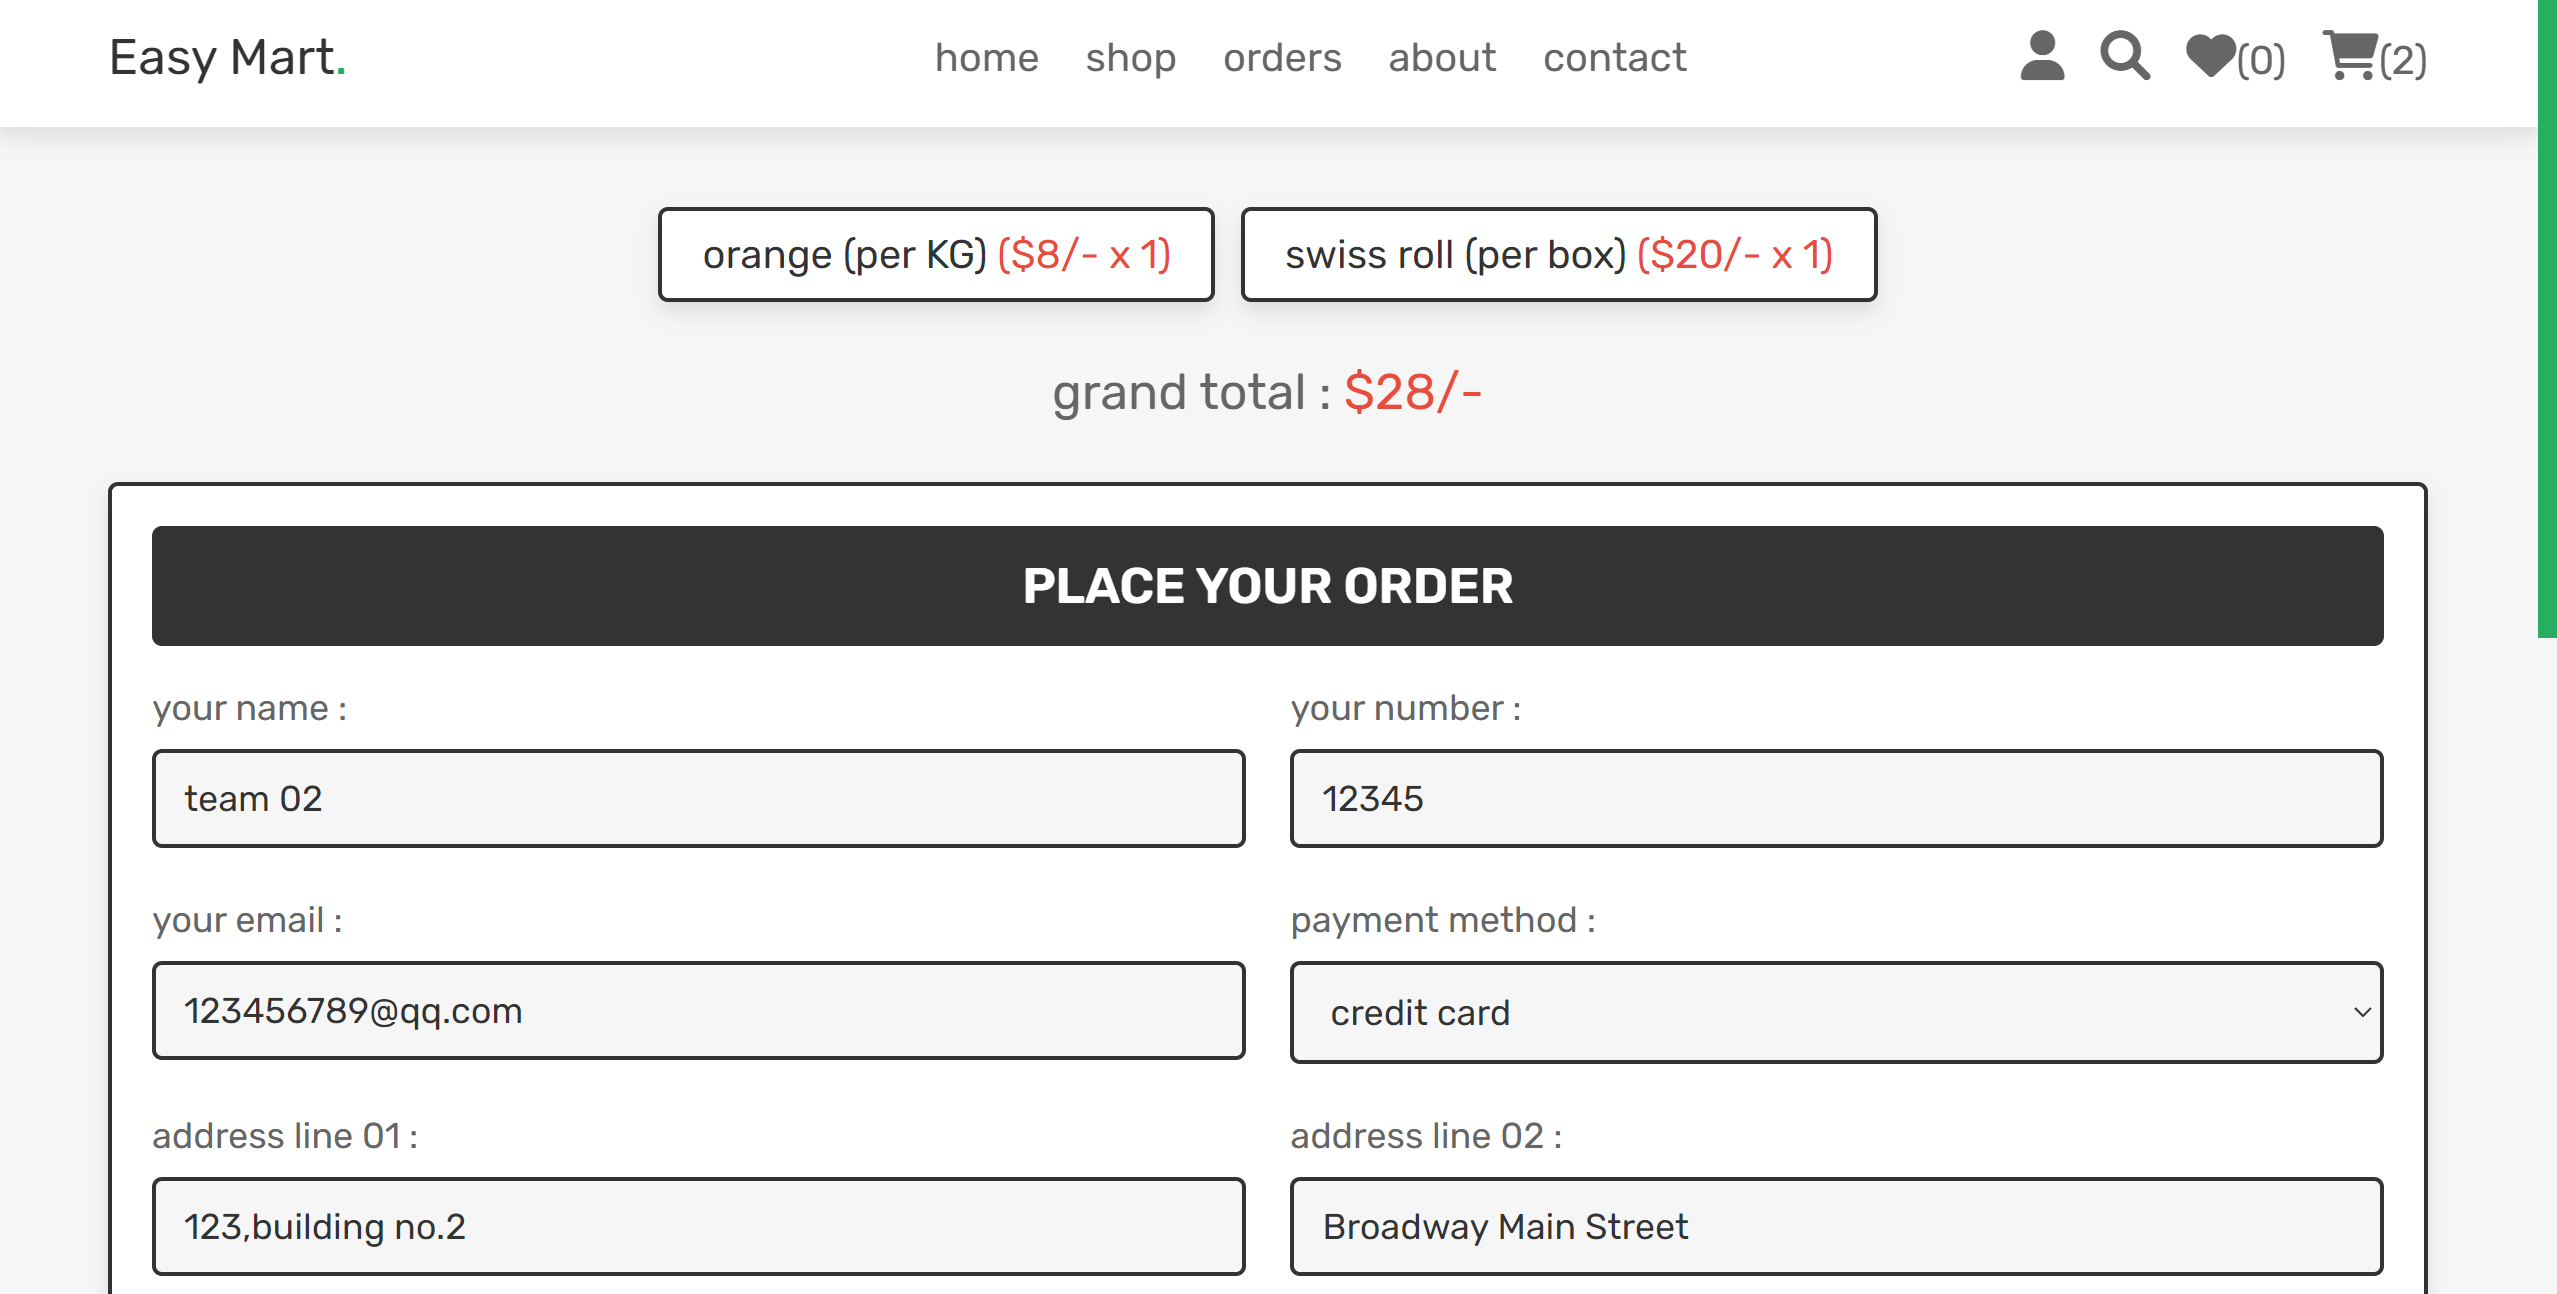 Easy Mart. home shop orders about contact (0) (2)
orange (per KG) ($8/- x 1) swiss roll (per box) ($20/- x 1)
grand total : $28/-
PLACE YOUR ORDER
your name : your number :
team 02 12345
your email : payment method :
123456789@qq.com credit card
address line 01 : address line 02 :
123,building no.2 Broadway Main Street